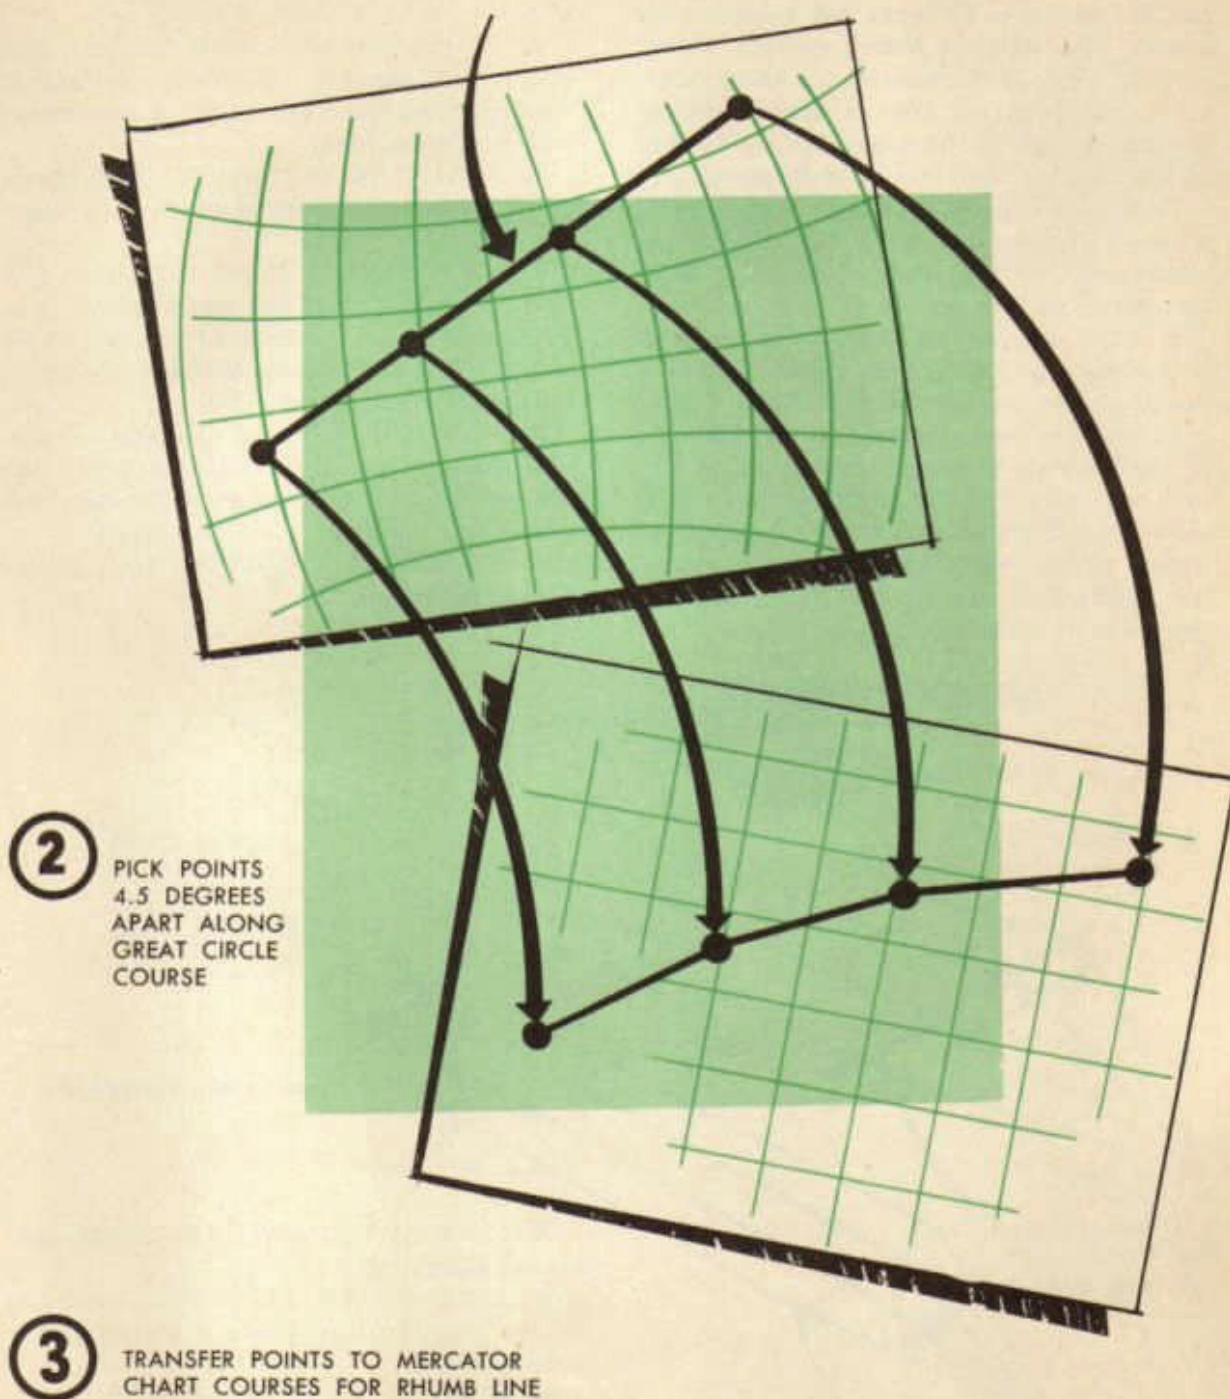 2
PICK POINTS
4.5 DEGREES
APART ALONG
GREAT CIRCLE
COURSE
3
TRANSFER POINTS TO MERCATOR
CHART COURSES FOR RHUMB LINE